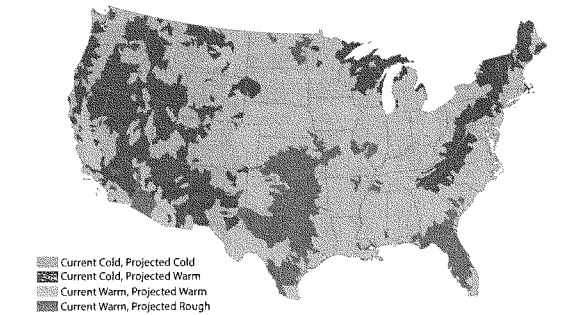 Current Cold, Projected Cold
Current Cold, Projected Warm
Current Warm, Projected Warm
Current Warm, Projected Rough